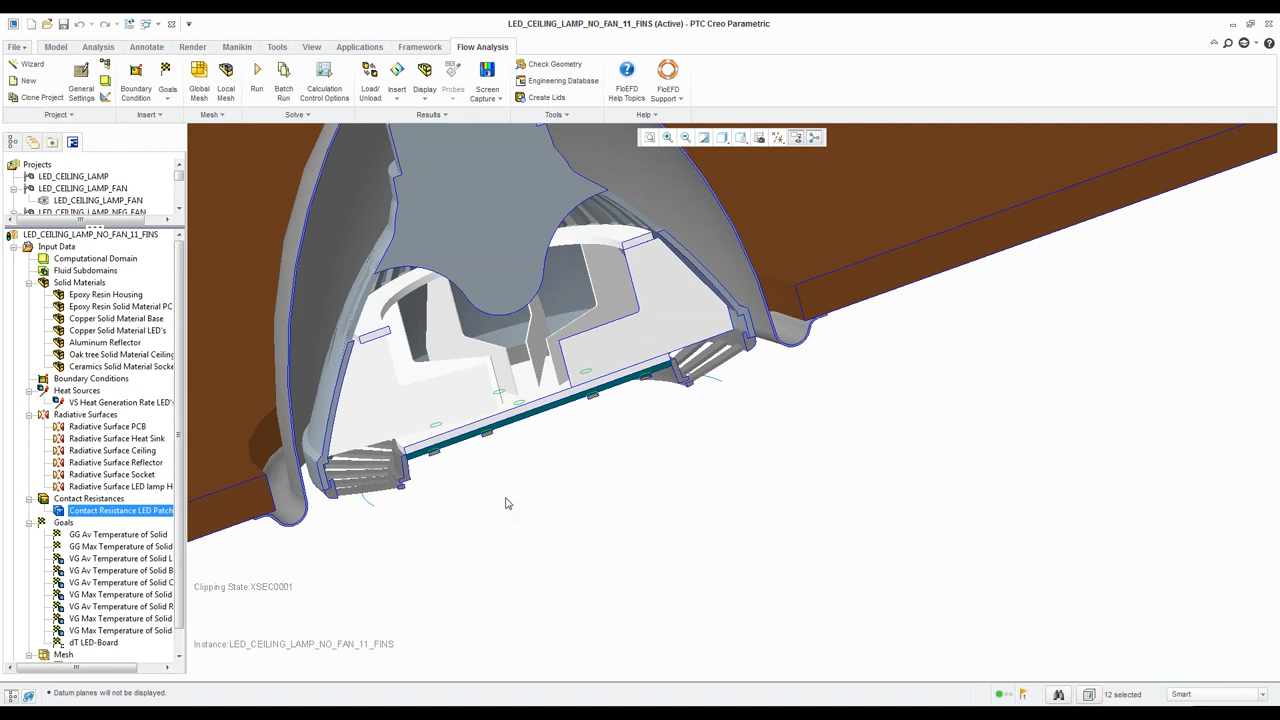 LED_CEILING_LAMP_NO_FAN_11_FINS (Active) - PTC Creo Parametric
File Model Analysis Annotate Render Manikin Tools View Applications Framework Flow Analysis
Wizard
New
Clone Project
General Settings
Boundary Condition
Goals
Global Mesh
Local Mesh
Run
Batch Run
Calculation Control Options
Load/ Unload
Insert
Display
Probes
Screen Capture
Check Geometry
Engineering Database
Create Lids
FloEFD Help Topics
FloEFD Support
Project Insert Mesh Solve Results Tools Help
Projects
LED_CEILING_LAMP
LED_CEILING_LAMP_FAN
LED_CEILING_LAMP_FAN
LED_CEILING_LAMP_NEG_FAN
LED_CEILING_LAMP_NO_FAN_11_FINS
Input Data
Computational Domain
Fluid Subdomains
Solid Materials
Epoxy Resin Housing
Epoxy Resin Solid Material PC
Copper Solid Material Base
Copper Solid Material LED's
Aluminum Reflector
Oak tree Solid Material Ceiling
Ceramics Solid Material Socke
Boundary Conditions
Heat Sources
VS Heat Generation Rate LED's
Radiative Surfaces
Radiative Surface PCB
Radiative Surface Heat Sink
Radiative Surface Ceiling
Radiative Surface Reflector
Radiative Surface Socket
Radiative Surface LED lamp H
Contact Resistances
Contact Resistance LED Patch
Goals
GG Av Temperature of Solid
GG Max Temperature of Solid
VG Av Temperature of Solid L
VG Av Temperature of Solid B
VG Av Temperature of Solid C
VG Max Temperature of Solid
VG Av Temperature of Solid R
VG Max Temperature of Solid
VG Max Temperature of Solid
dT LED-Board
Mesh
Clipping State:XSEC0001
Instance:LED_CEILING_LAMP_NO_FAN_11_FINS
• Datum planes will not be displayed.
12 selected
Smart